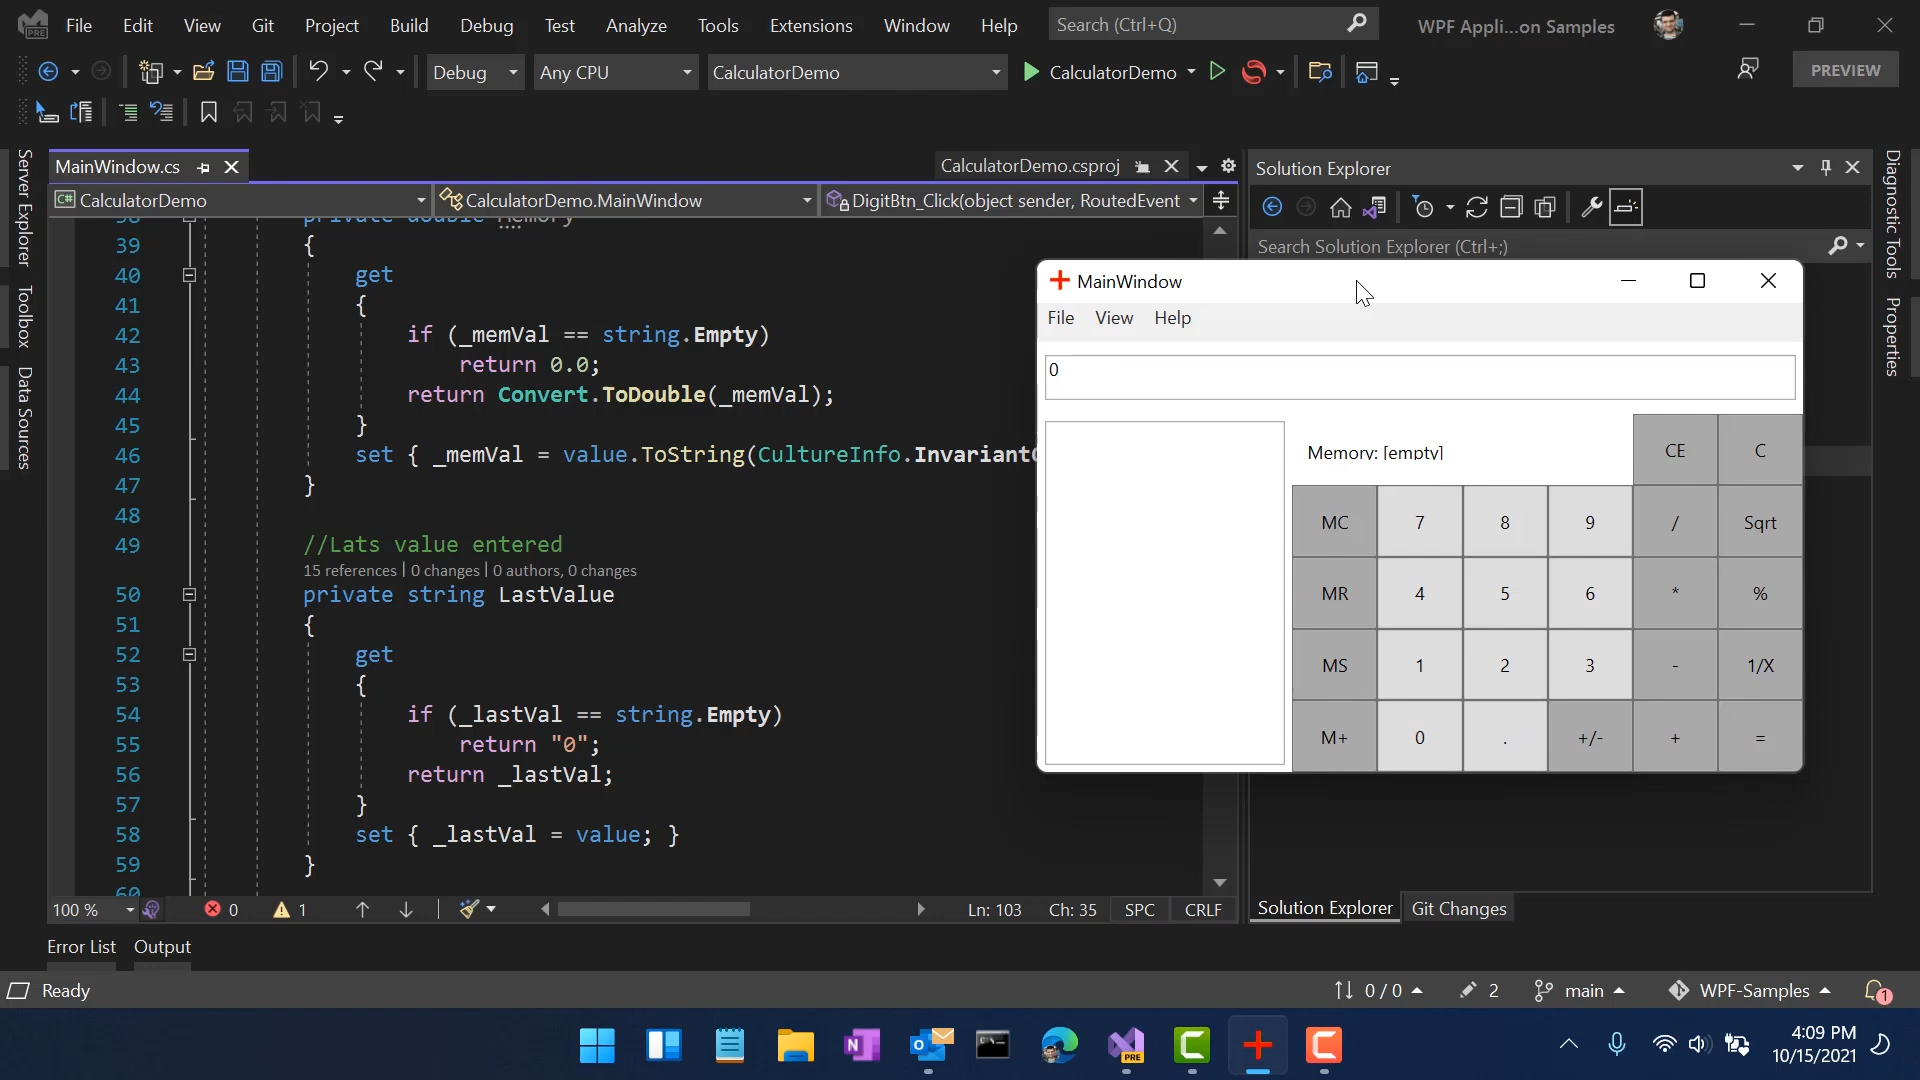 File Edit View Git Project Build Debug Test Analyze Tools Extensions Window Help Search (Ctrl+Q) WPF Appli...on Samples
Debug Any CPU CalculatorDemo CalculatorDemo PREVIEW
Server Explorer
Toolbox
Data Sources
MainWindow.cs CalculatorDemo.csproj
CalculatorDemo CalculatorDemo.MainWindow DigitBtn_Click(object sender, RoutedEvent
38 private double Memory
39 {
40 get
41 {
42 if (_memVal == string.Empty)
43 return 0.0;
44 return Convert.ToDouble(_memVal);
45 }
46 set { _memVal = value.ToString(CultureInfo.Invariant
47 }
48
49 //Lats value entered
15 references | 0 changes | 0 authors, 0 changes
50 private string LastValue
51 {
52 get
53 {
54 if (_lastVal == string.Empty)
55 return "0";
56 return _lastVal;
57 }
58 set { _lastVal = value; }
59 }
60
100 % 0 1 Ln: 103 Ch: 35 SPC CRLF
Solution Explorer
Search Solution Explorer (Ctrl+;)
Diagnostic Tools
Properties
MainWindow
File View Help
0
Memory: [empty] CE C
MC 7 8 9 / Sqrt
MR 4 5 6 * %
MS 1 2 3 - 1/X
M+ 0 . +/- + =
Solution Explorer Git Changes
Error List Output
Ready 0 / 0 2 main WPF-Samples 1
N PRE
4:09 PM
10/15/2021